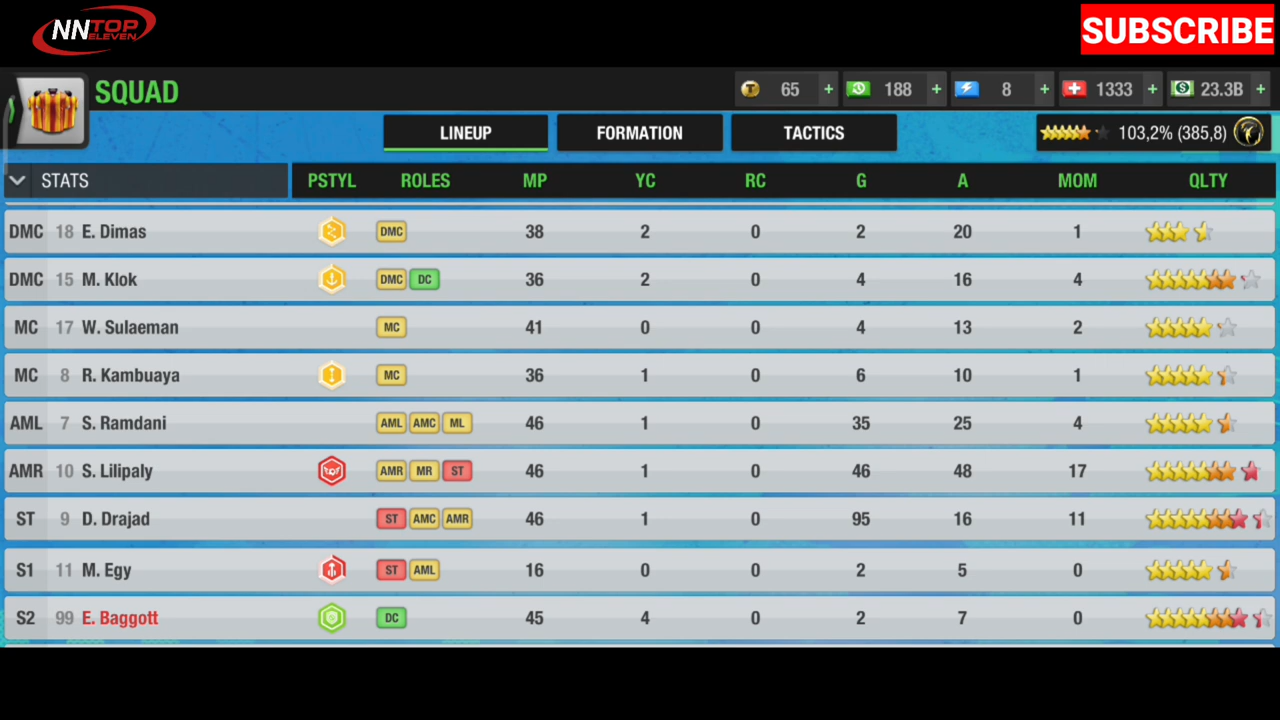 NNTOP ELEVEN
SUBSCRIBE
SQUAD
65 + 188 + 8 + 1333 + 23.3B +
LINEUP FORMATION TACTICS 103,2% (385,8)
STATS PSTYL ROLES MP YC RC G A MOM QLTY
DMC 18 E. Dimas DMC 38 2 0 2 20 1
DMC 15 M. Klok DMC DC 36 2 0 4 16 4
MC 17 W. Sulaeman MC 41 0 0 4 13 2
MC 8 R. Kambuaya MC 36 1 0 6 10 1
AML 7 S. Ramdani AML AMC ML 46 1 0 35 25 4
AMR 10 S. Lilipaly AMR MR ST 46 1 0 46 48 17
ST 9 D. Drajad ST AMC AMR 46 1 0 95 16 11
S1 11 M. Egy ST AML 16 0 0 2 5 0
S2 99 E. Baggott DC 45 4 0 2 7 0